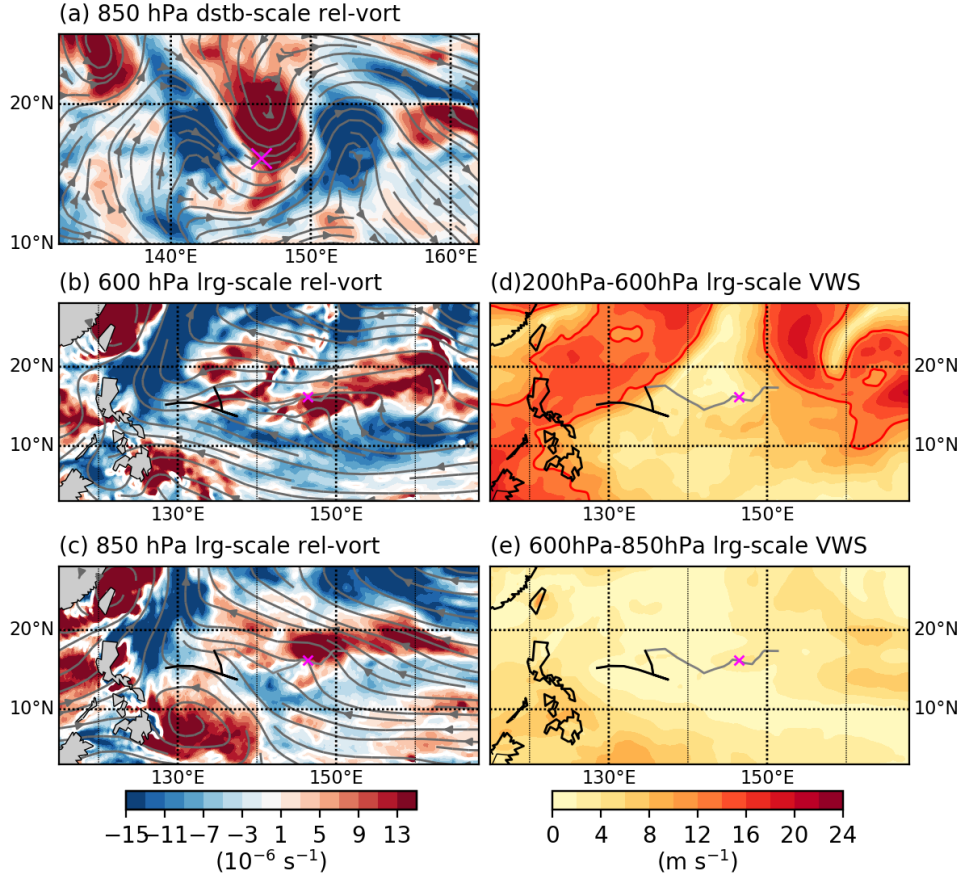 (a) 850 hPa dstb-scale rel-vort
20°N
10°N
140°E 150°E 160°E
(b) 600 hPa lrg-scale rel-vort
20°N
10°N
130°E 150°E
(d)200hPa-600hPa lrg-scale VWS
20°N
10°N
130°E 150°E
(c) 850 hPa lrg-scale rel-vort
20°N
10°N
130°E 150°E
(e) 600hPa-850hPa lrg-scale VWS
20°N
10°N
130°E 150°E
−15 −11 −7 −3 1 5 9 13
(10⁻⁶ s⁻¹)
0 4 8 12 16 20 24
(m s⁻¹)